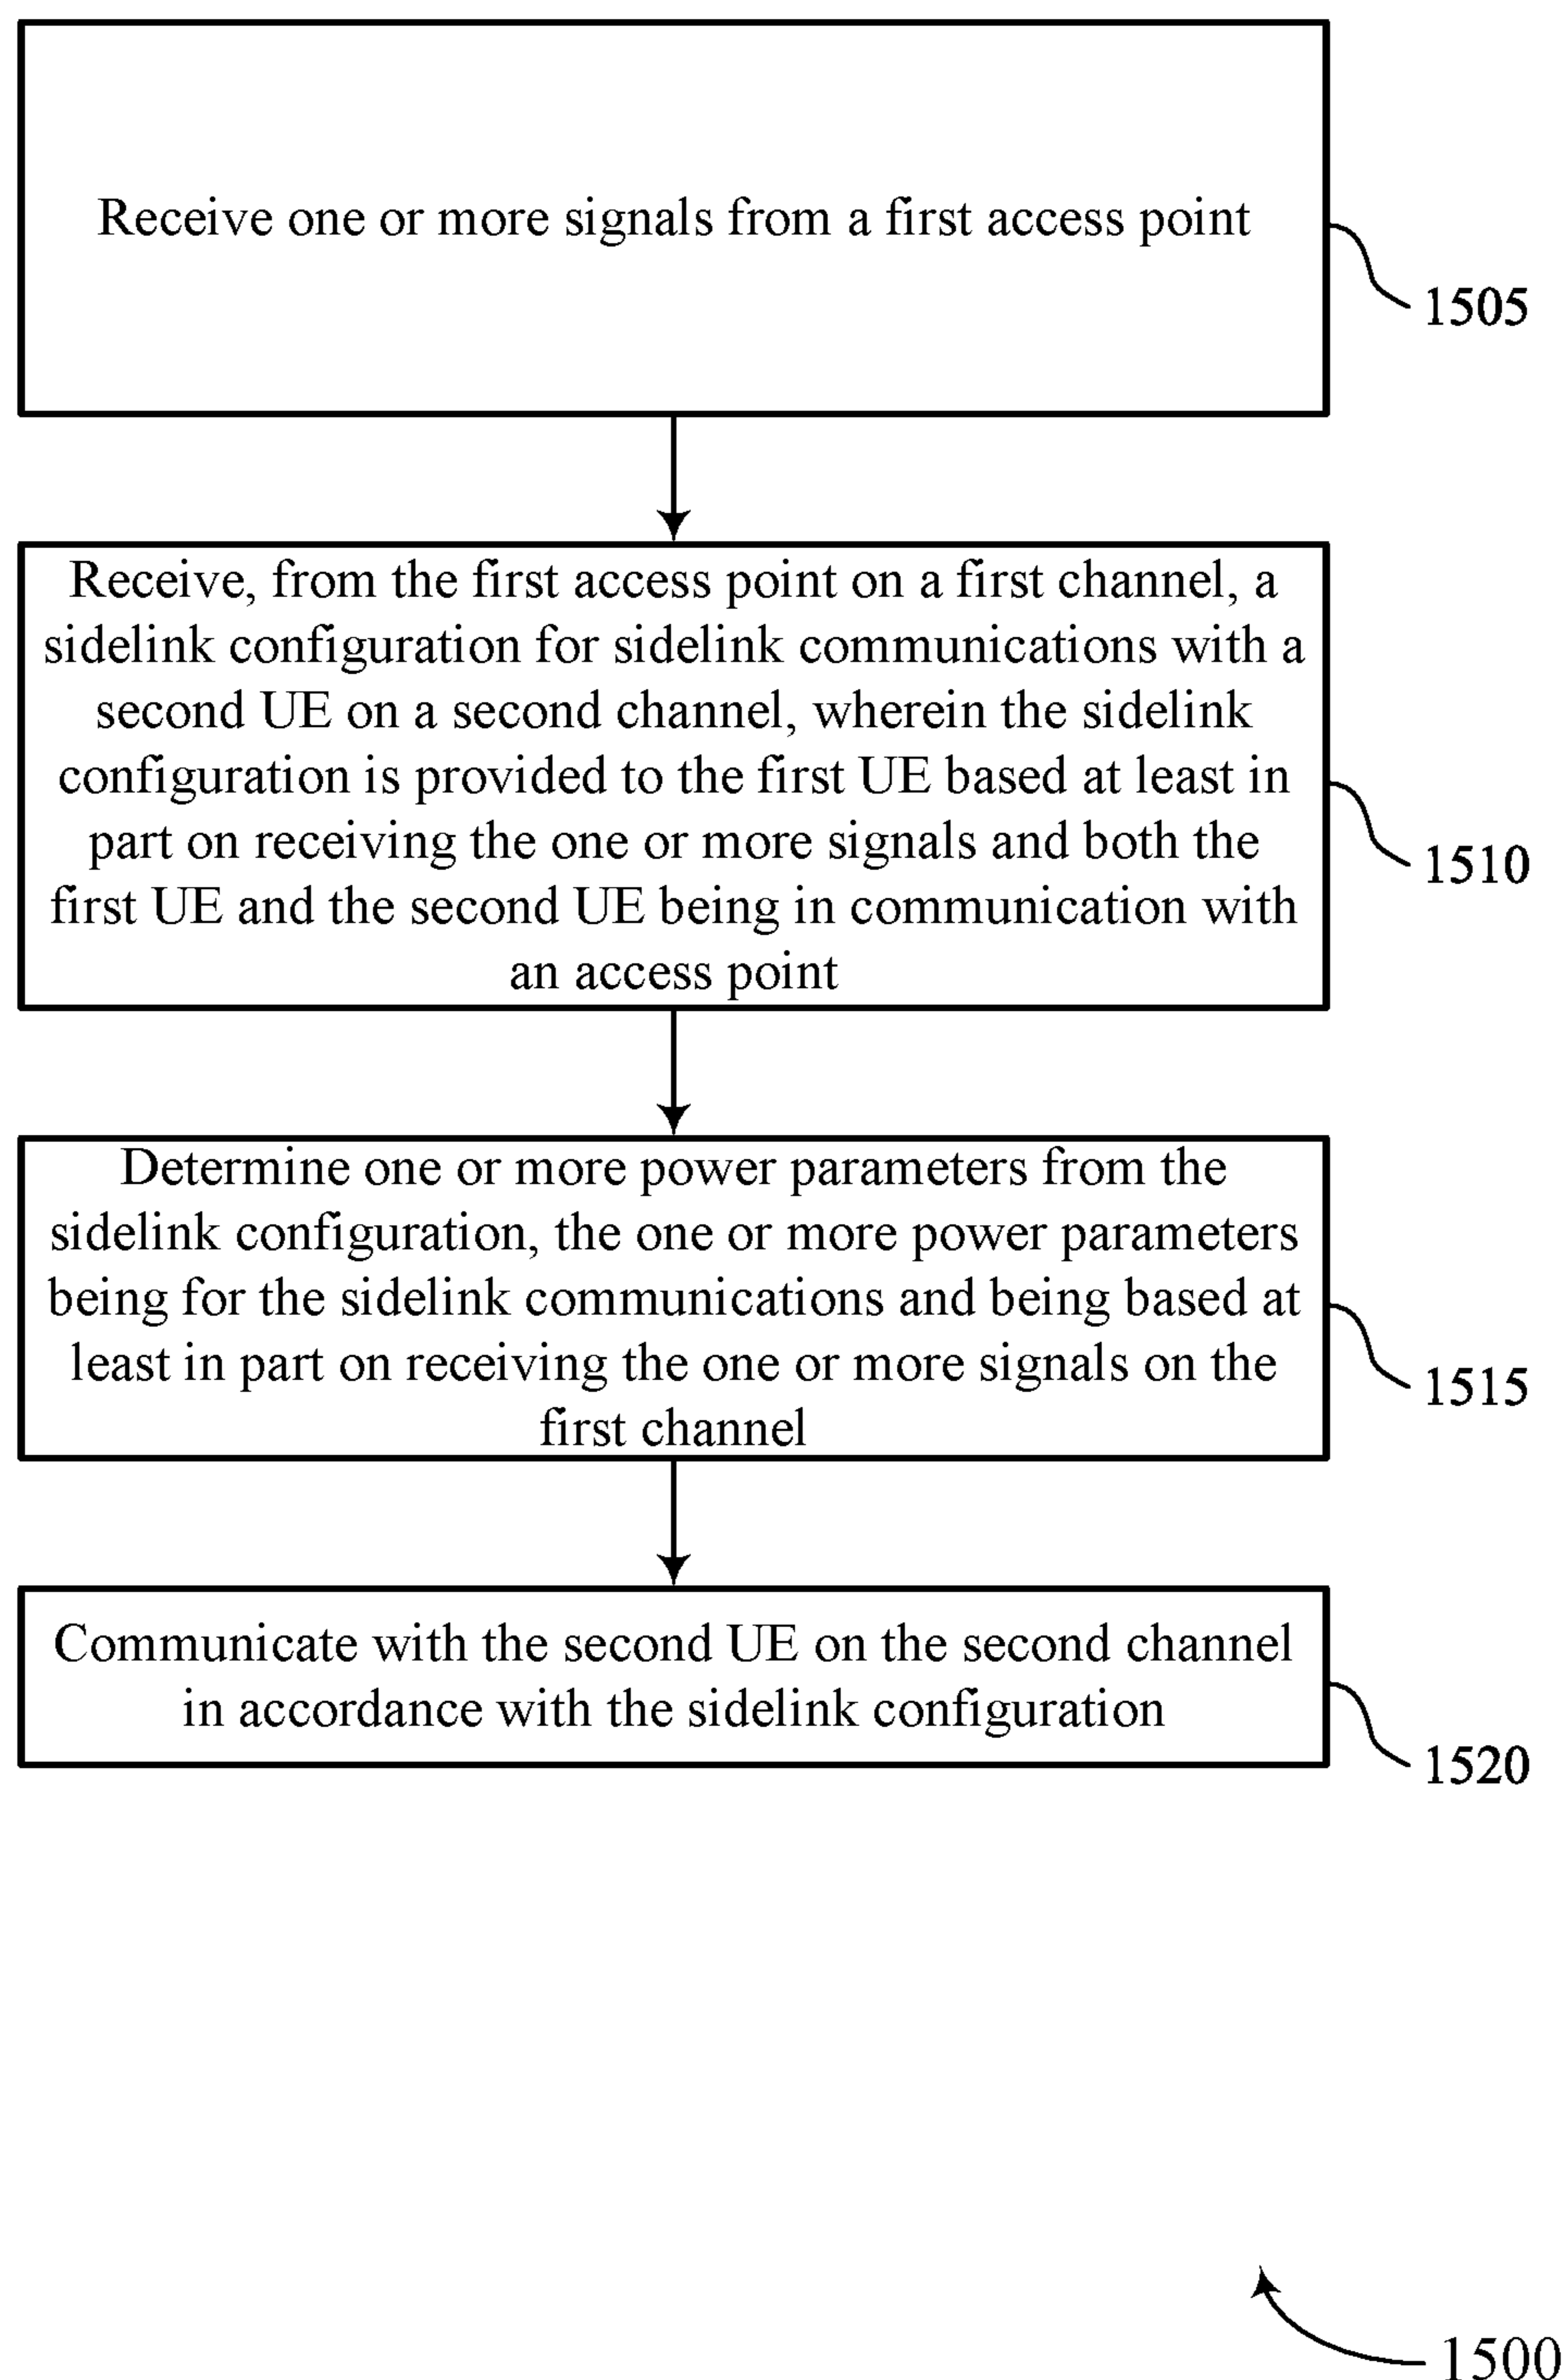 Receive one or more signals from a first access point
1505
Receive, from the first access point on a first channel, a
sidelink configuration for sidelink communications with a
second UE on a second channel, wherein the sidelink
configuration is provided to the first UE based at least in
part on receiving the one or more signals and both the
first UE and the second UE being in communication with
an access point
1510
Determine one or more power parameters from the
sidelink configuration, the one or more power parameters
being for the sidelink communications and being based at
least in part on receiving the one or more signals on the
first channel
1515
Communicate with the second UE on the second channel
in accordance with the sidelink configuration
1520
1500